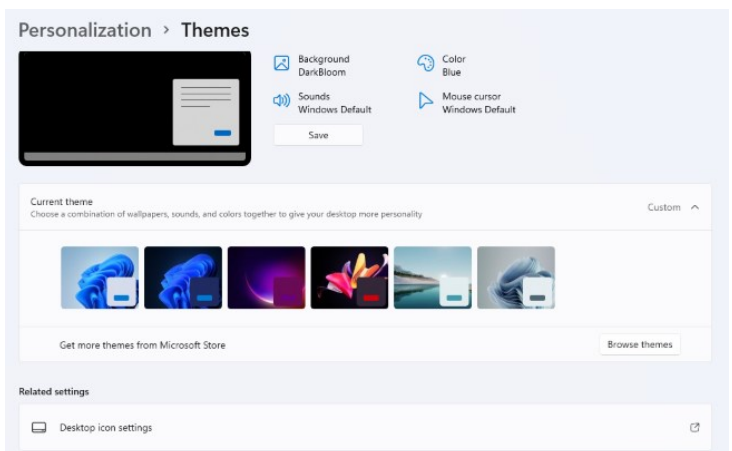 Personalization > Themes
Background
DarkBloom
Color
Blue
Sounds
Windows Default
Mouse cursor
Windows Default
Save
Current theme
Choose a combination of wallpapers, sounds, and colors together to give your desktop more personality
Custom
Get more themes from Microsoft Store
Browse themes
Related settings
Desktop icon settings